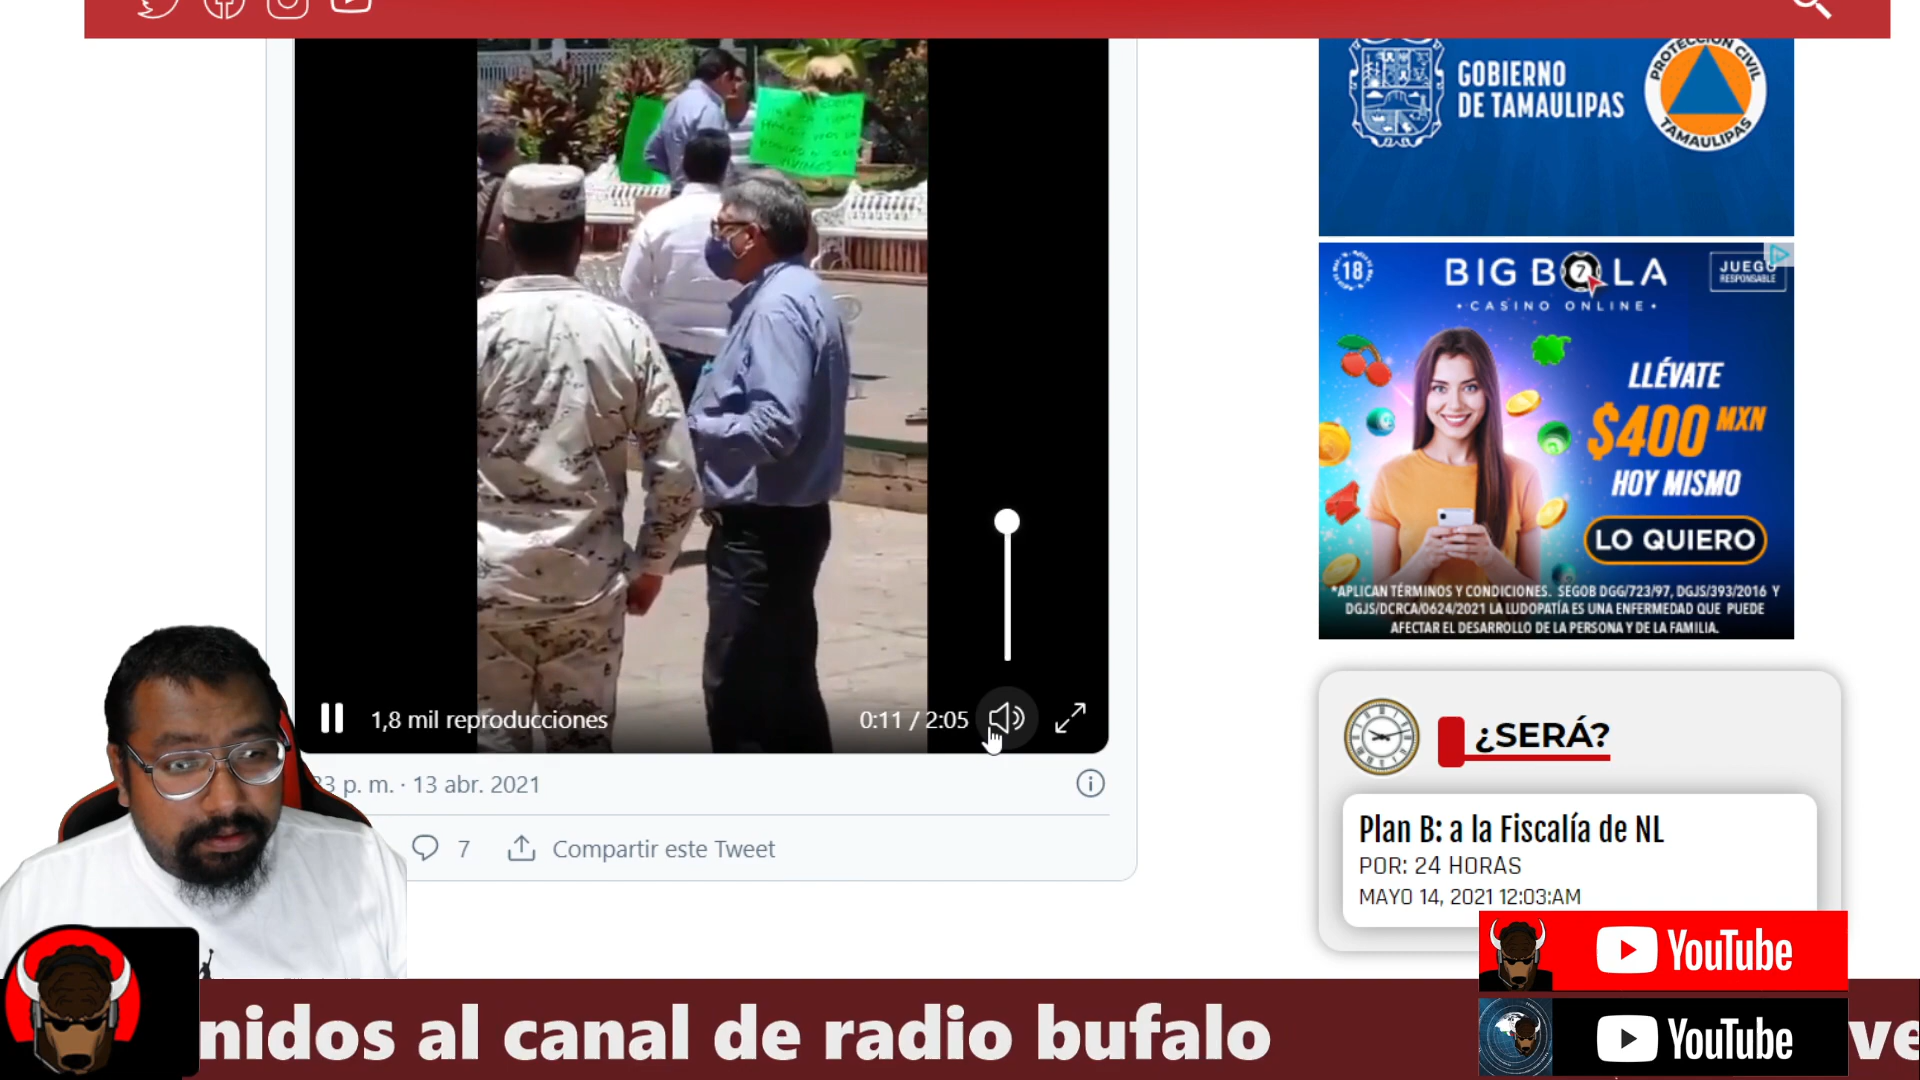 GOBIERNO
DE TAMAULIPAS
PROTECCIÓN CIVIL
TAMAULIPAS
18
BIG B7LA
JUEGO
RESPONSABLE
•CASINO ONLINE•
LLÉVATE
$400 MXN
HOY MISMO
LO QUIERO
*APLICAN TÉRMINOS Y CONDICIONES. SEGOB DGG/723/97, DGJS/393/2016 Y
DGJS/DCRCA/0624/2021 LA LUDOPATÍA ES UNA ENFERMEDAD QUE PUEDE
AFECTAR EL DESARROLLO DE LA PERSONA Y DE LA FAMILIA.
1,8 mil reproducciones
0:11 / 2:05
3 p. m. · 13 abr. 2021
7 Compartir este Tweet
¿SERÁ?
Plan B: a la Fiscalía de NL
POR: 24 HORAS
MAYO 14, 2021 12:03:AM
YouTube
YouTube
nidos al canal de radio bufalo
ve